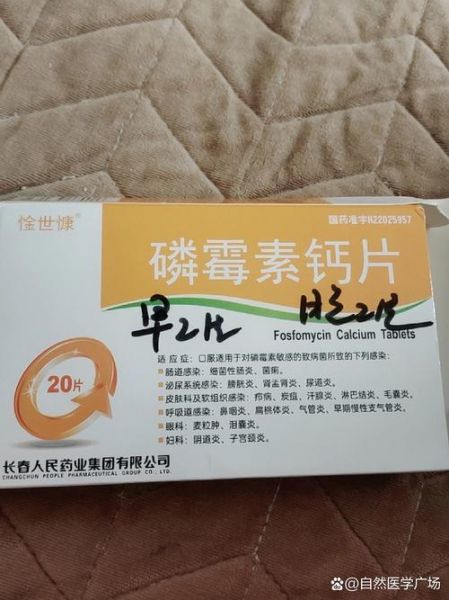 惍世慷®
国药准字H22025957
磷霉素钙片
早2片 晚2片
Fosfomycin Calcium Tablets
适应症：口服适用于对磷霉素敏感的致病菌所致的下列感染：
■肠道感染：细菌性肠炎、菌痢。
■泌尿系统感染：膀胱炎、肾盂肾炎、尿道炎。
■皮肤科及软组织感染：疖病、炭疽、汗腺炎、淋巴结炎、毛囊炎。
■呼吸道感染：鼻咽炎、扁桃体炎、气管炎、早期慢性支气管炎。
■眼科：麦粒肿、泪囊炎。
■妇科：阴道炎、子宫颈炎。
20片
长春人民药业集团有限公司
CHANGCHUN PEOPLE PHARMACEUTICAL GROUP CO., LTD.
@自然医学广场